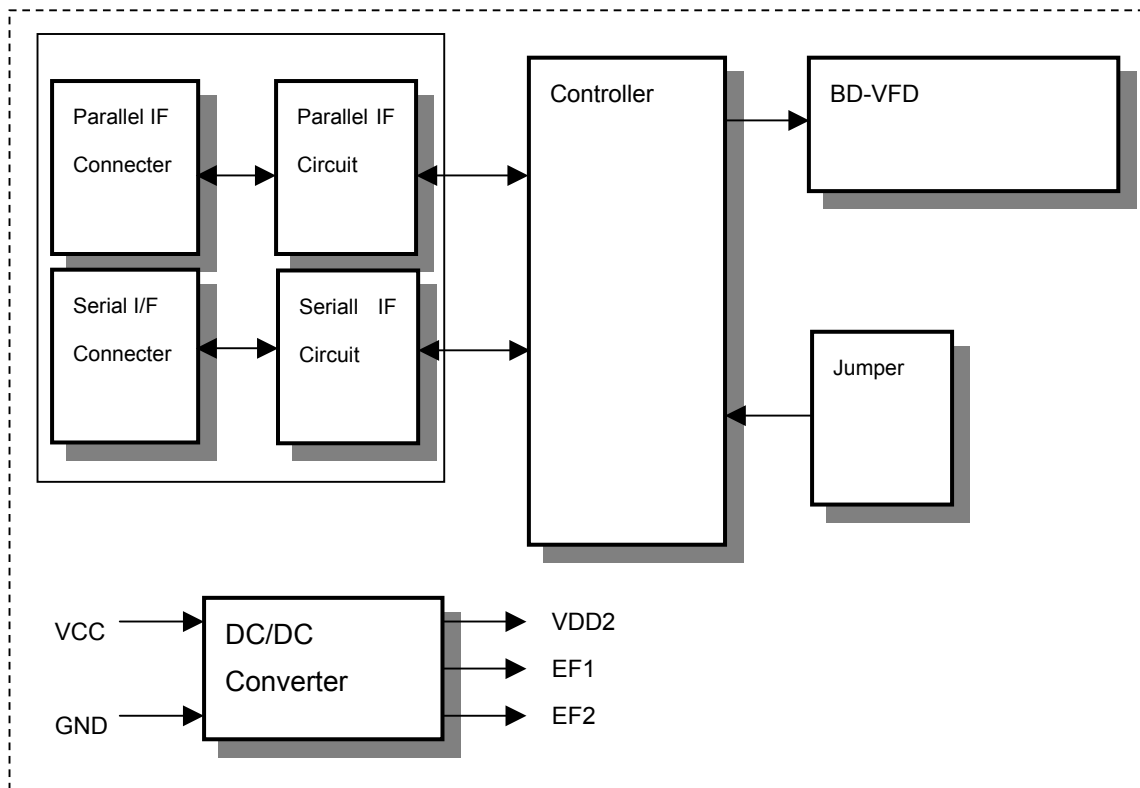 Parallel IF
Connecter
Parallel IF
Circuit
Controller
BD-VFD
Serial I/F
Connecter
Seriall IF
Circuit
Jumper
VCC
GND
DC/DC
Converter
VDD2
EF1
EF2